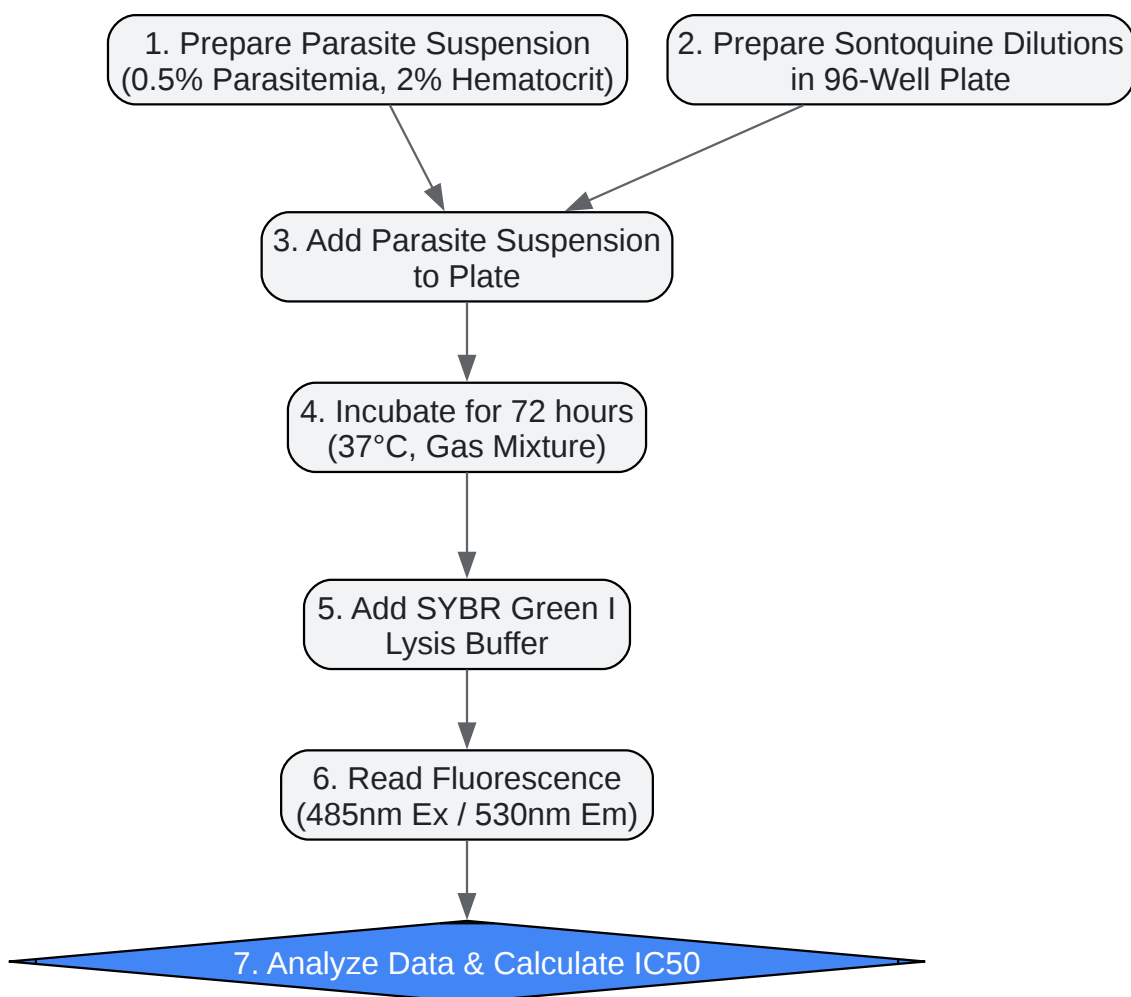 1. Prepare Parasite Suspension
(0.5% Parasitemia, 2% Hematocrit)
2. Prepare Sontoquine Dilutions
in 96-Well Plate
3. Add Parasite Suspension
to Plate
4. Incubate for 72 hours
(37°C, Gas Mixture)
5. Add SYBR Green I
Lysis Buffer
6. Read Fluorescence
(485nm Ex / 530nm Em)
7. Analyze Data & Calculate IC50